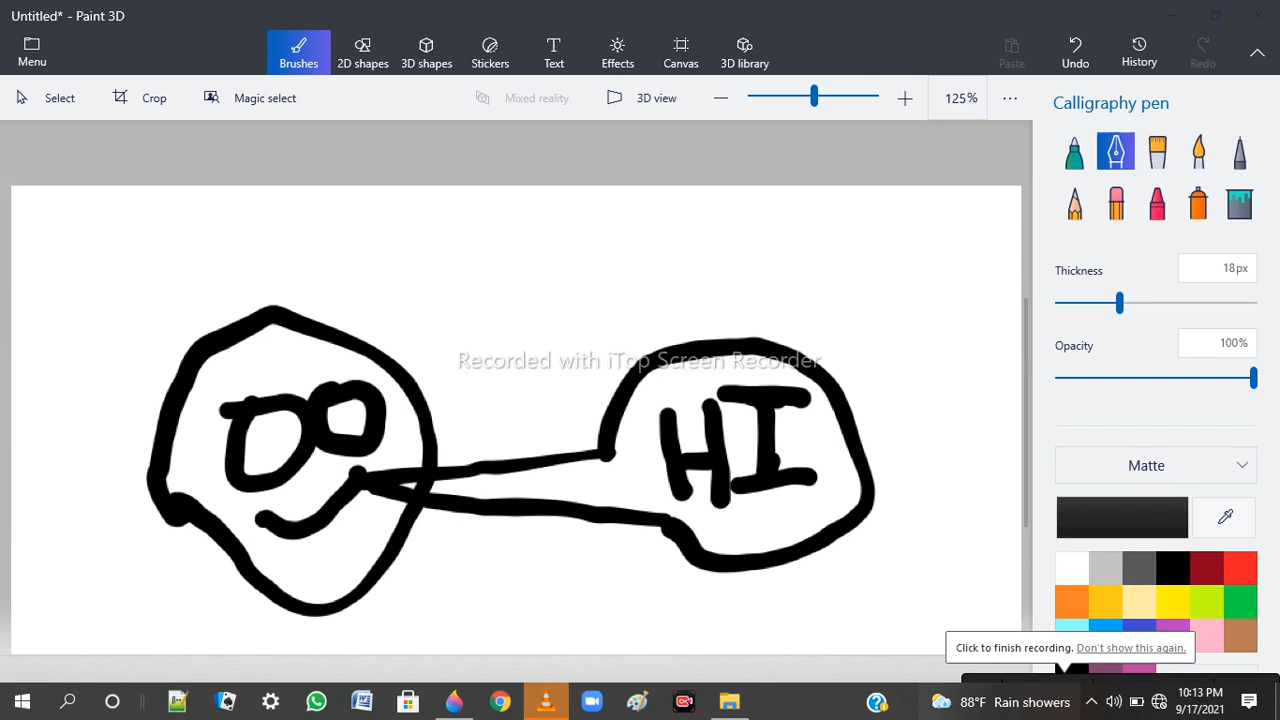 Untitled* - Paint 3D
Menu
Brushes
2D shapes
3D shapes
Stickers
Text
Effects
Canvas
3D library
Paste
Undo
History
Redo
Select
Crop
Magic select
Mixed reality
3D view
125%
Calligraphy pen
Thickness
18px
Opacity
100%
Matte
Recorded with iTop Screen Recorder
HI
Click to finish recording. Don't show this again.
88°F Rain showers
10:13 PM
9/17/2021